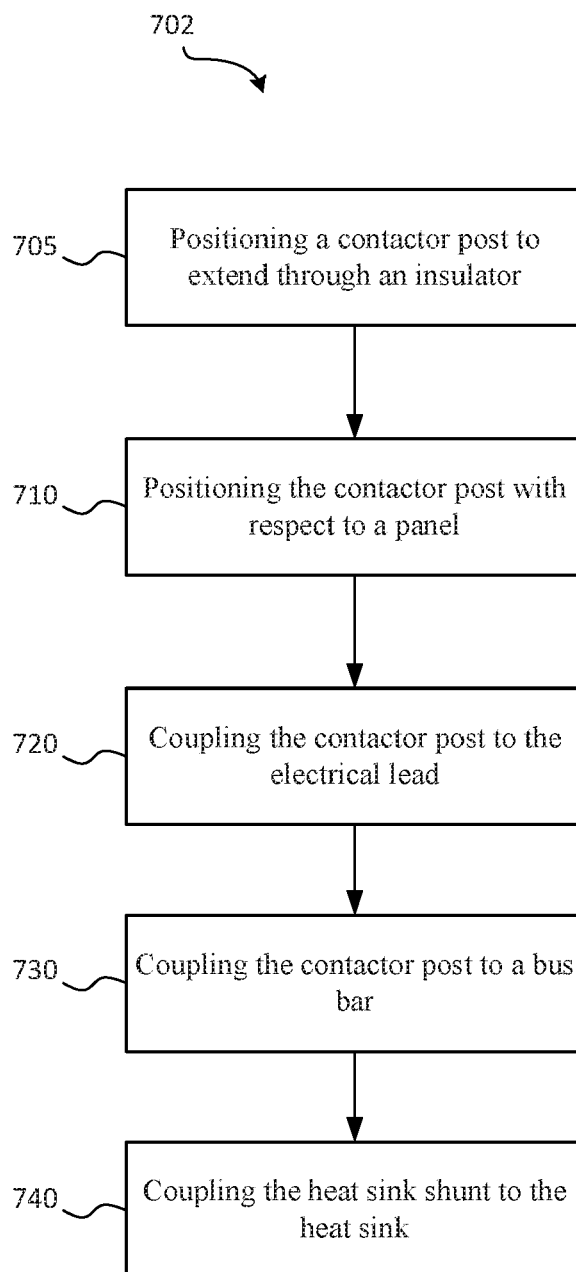 702
705
Positioning a contactor post to
extend through an insulator
710
Positioning the contactor post with
respect to a panel
720
Coupling the contactor post to the
electrical lead
730
Coupling the contactor post to a bus
bar
740
Coupling the heat sink shunt to the
heat sink